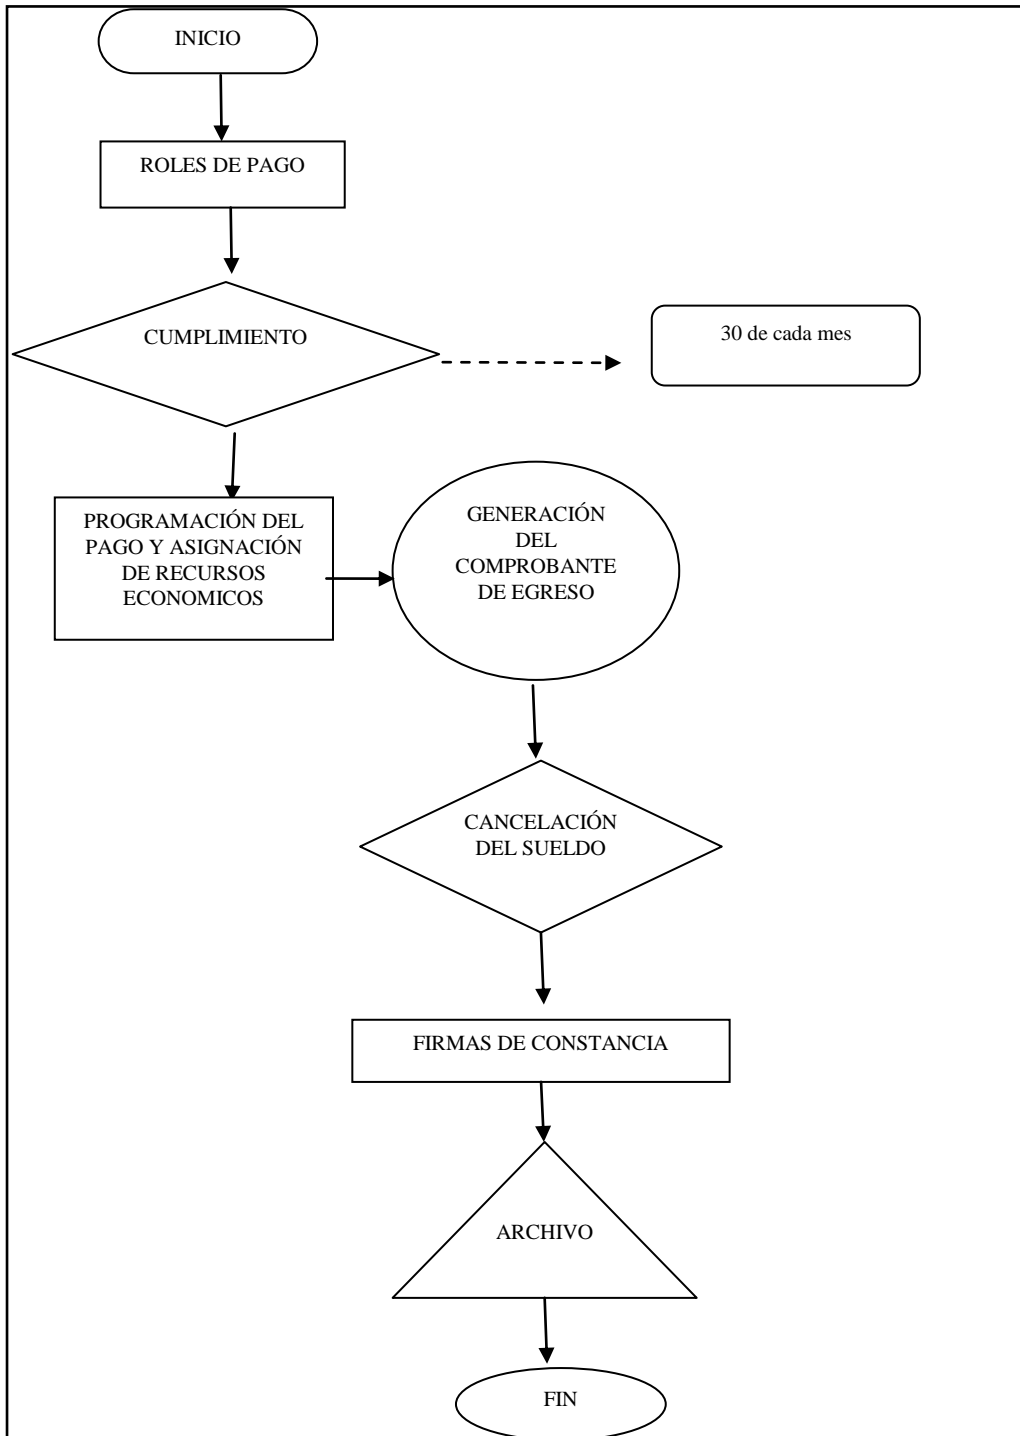 INICIO
ROLES DE PAGO
CUMPLIMIENTO
30 de cada mes
PROGRAMACIÓN DEL
PAGO Y ASIGNACIÓN
DE RECURSOS
ECONOMICOS
GENERACIÓN
DEL
COMPROBANTE
DE EGRESO
CANCELACIÓN
DEL SUELDO
FIRMAS DE CONSTANCIA
ARCHIVO
FIN